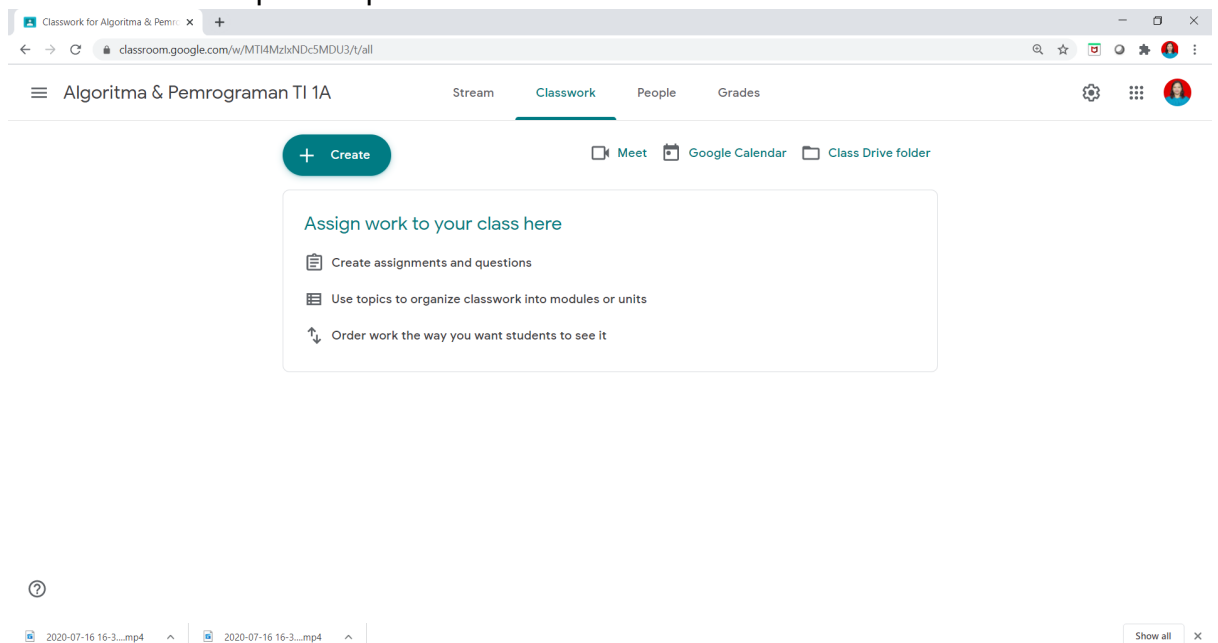 Classwork for Algoritma & Pemro
classroom.google.com/w/MTI4MzIxNDc5MDU3/t/all
Algoritma & Pemrograman TI 1A
Stream Classwork People Grades
Create
Meet Google Calendar Class Drive folder
Assign work to your class here
Create assignments and questions
Use topics to organize classwork into modules or units
Order work the way you want students to see it
2020-07-16 16-3....mp4 2020-07-16 16-3....mp4 Show all